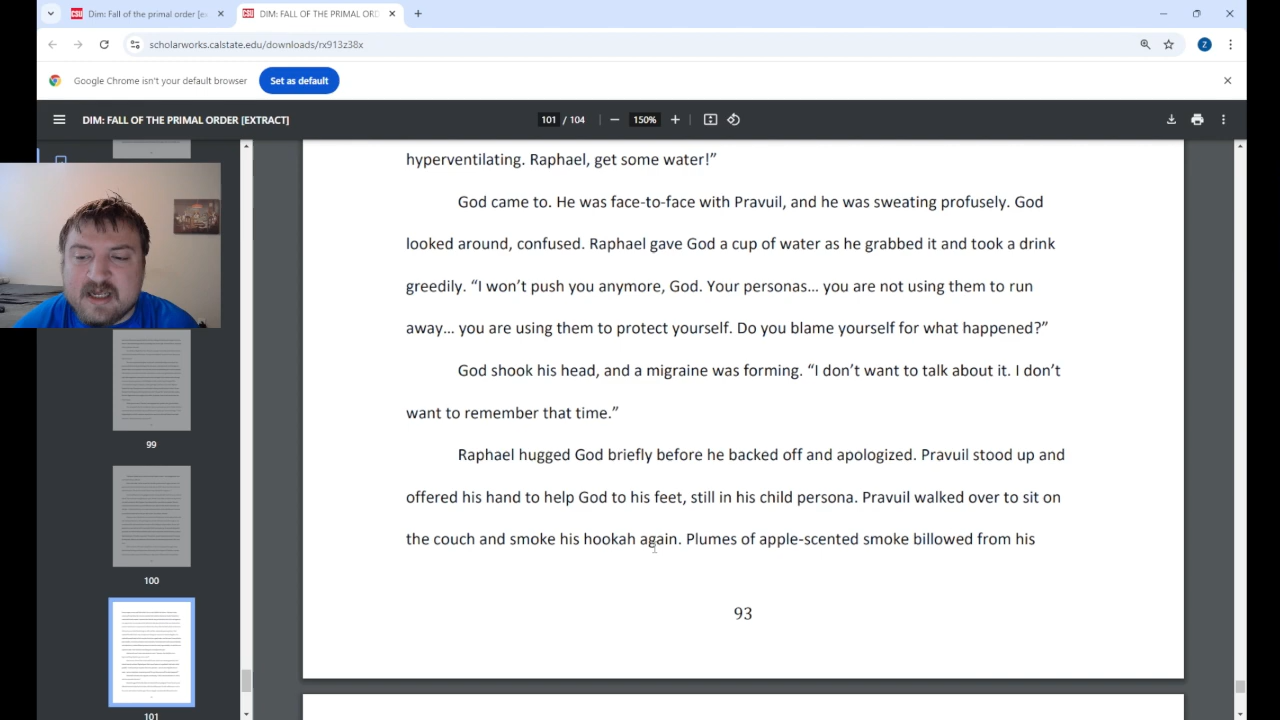 Dim: Fall of the primal order [ex
DIM: FALL OF THE PRIMAL ORD
scholarworks.calstate.edu/downloads/rx913z38x
Z
Google Chrome isn't your default browser
Set as default
DIM: FALL OF THE PRIMAL ORDER [EXTRACT]
101 / 104
150%
hyperventilating. Raphael, get some water!”
God came to. He was face-to-face with Pravuil, and he was sweating profusely. God
looked around, confused. Raphael gave God a cup of water as he grabbed it and took a drink
greedily. “I won’t push you anymore, God. Your personas… you are not using them to run
away… you are using them to protect yourself. Do you blame yourself for what happened?”
God shook his head, and a migraine was forming. “I don’t want to talk about it. I don’t
want to remember that time.”
Raphael hugged God briefly before he backed off and apologized. Pravuil stood up and
offered his hand to help God to his feet, still in his child persona. Pravuil walked over to sit on
the couch and smoke his hookah again. Plumes of apple-scented smoke billowed from his
93
99
100
101